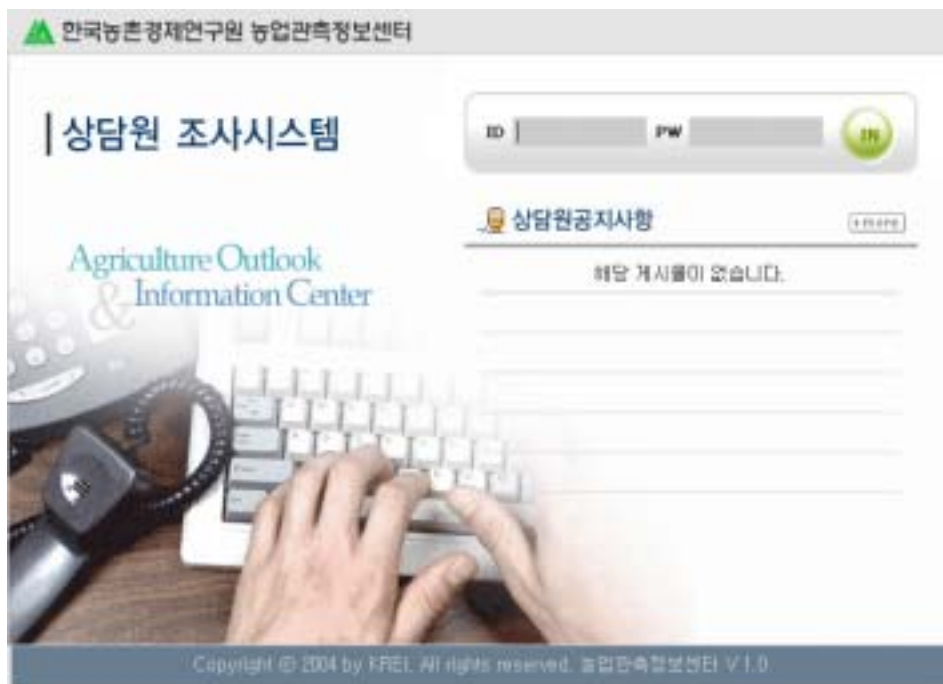 한국농촌경제연구원 농업관측정보센터
상담원 조사시스템
ID
PW
IN
상담원공지사항
+more
해당 게시물이 없습니다.
Agriculture Outlook
& Information Center
Copyright © 2004 by KREI. All rights reserved. 농업관측정보센터 V 1.0